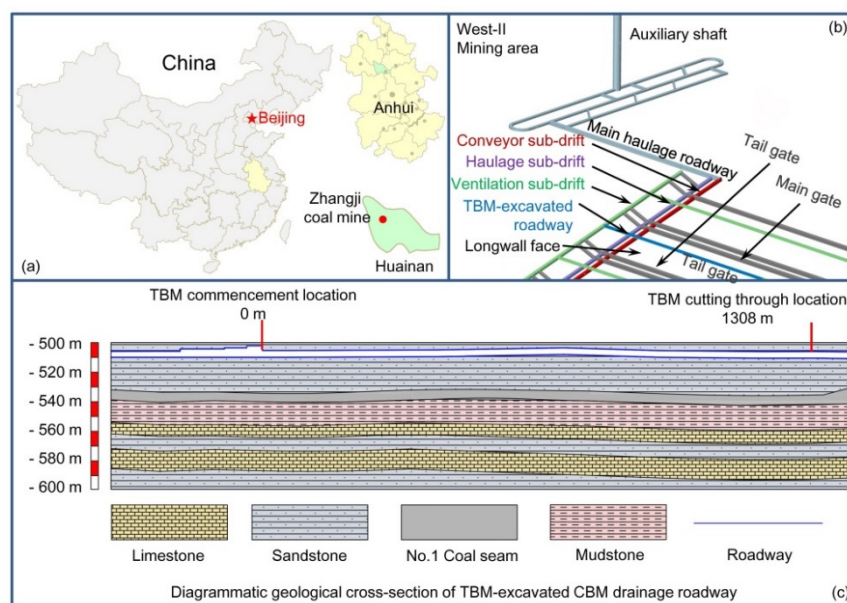 China
Beijing
Anhui
Zhangji
coal mine
Huainan
(a)
West-II
Mining area
Auxiliary shaft
(b)
Conveyor sub-drift
Haulage sub-drift
Ventilation sub-drift
TBM-excavated
roadway
Longwall face
Main haulage roadway
Tail gate
Main gate
Tail gate
TBM commencement location
0 m
TBM cutting through location
1308 m
- 500 m
- 520 m
- 540 m
- 560 m
- 580 m
- 600 m
Limestone
Sandstone
No.1 Coal seam
Mudstone
Roadway
Diagrammatic geological cross-section of TBM-excavated CBM drainage roadway
(c)